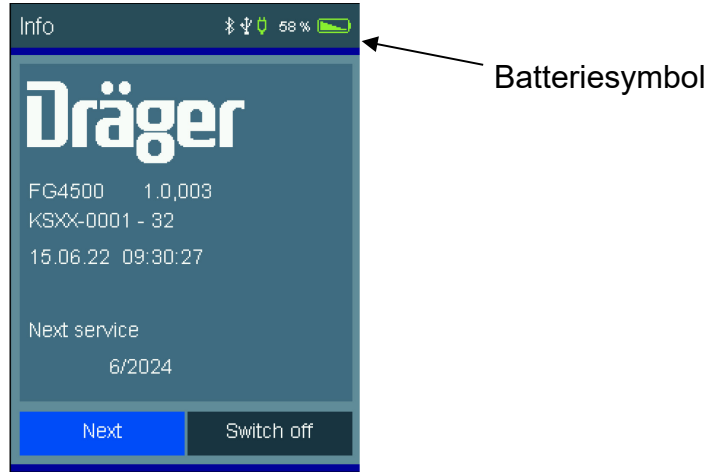 Info 58 %
Batteriesymbol
Dräger
FG4500 1.0,003
KSXX-0001 - 32
15.06.22 09:30:27
Next service
6/2024
Next Switch off